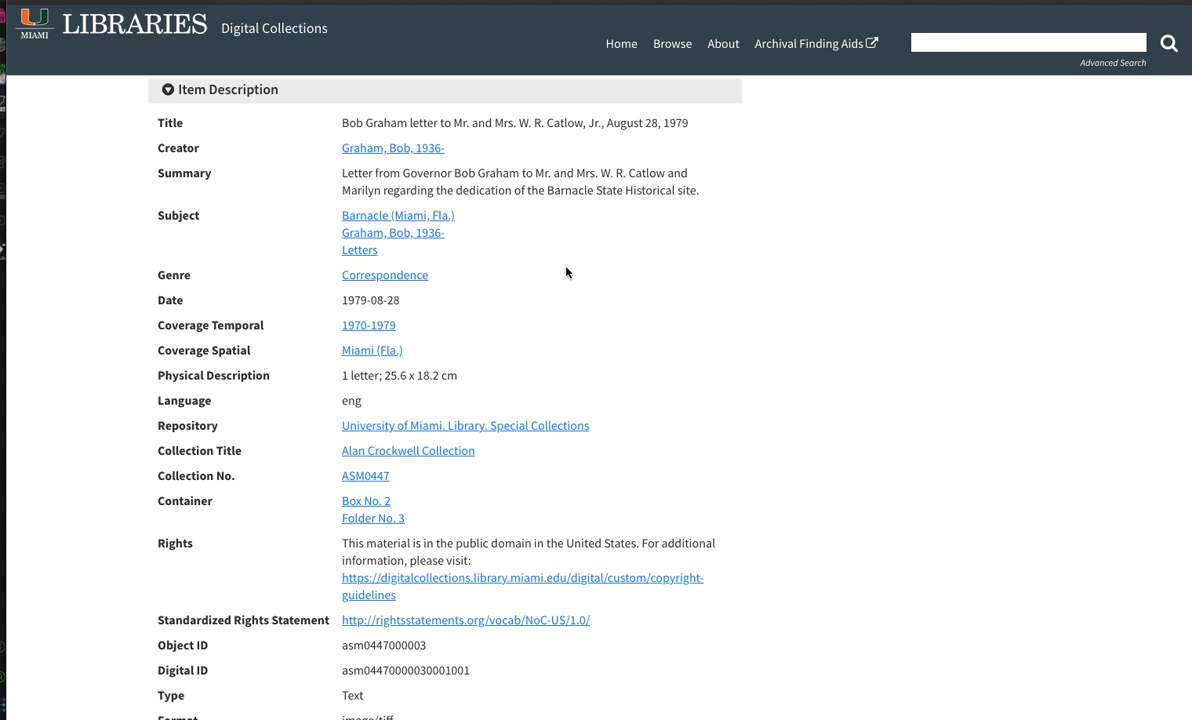 MIAMI LIBRARIES Digital Collections
Home Browse About Archival Finding Aids
Advanced Search
Item Description
Title Bob Graham letter to Mr. and Mrs. W. R. Catlow, Jr., August 28, 1979
Creator Graham, Bob, 1936-
Summary Letter from Governor Bob Graham to Mr. and Mrs. W. R. Catlow and
Marilyn regarding the dedication of the Barnacle State Historical site.
Subject Barnacle (Miami, Fla.)
Graham, Bob, 1936-
Letters
Genre Correspondence
Date 1979-08-28
Coverage Temporal 1970-1979
Coverage Spatial Miami (Fla.)
Physical Description 1 letter; 25.6 x 18.2 cm
Language eng
Repository University of Miami. Library. Special Collections
Collection Title Alan Crockwell Collection
Collection No. ASM0447
Container Box No. 2
Folder No. 3
Rights This material is in the public domain in the United States. For additional
information, please visit:
https://digitalcollections.library.miami.edu/digital/custom/copyright-
guidelines
Standardized Rights Statement http://rightsstatements.org/vocab/NoC-US/1.0/
Object ID asm0447000003
Digital ID asm04470000030001001
Type Text
Format image/tiff